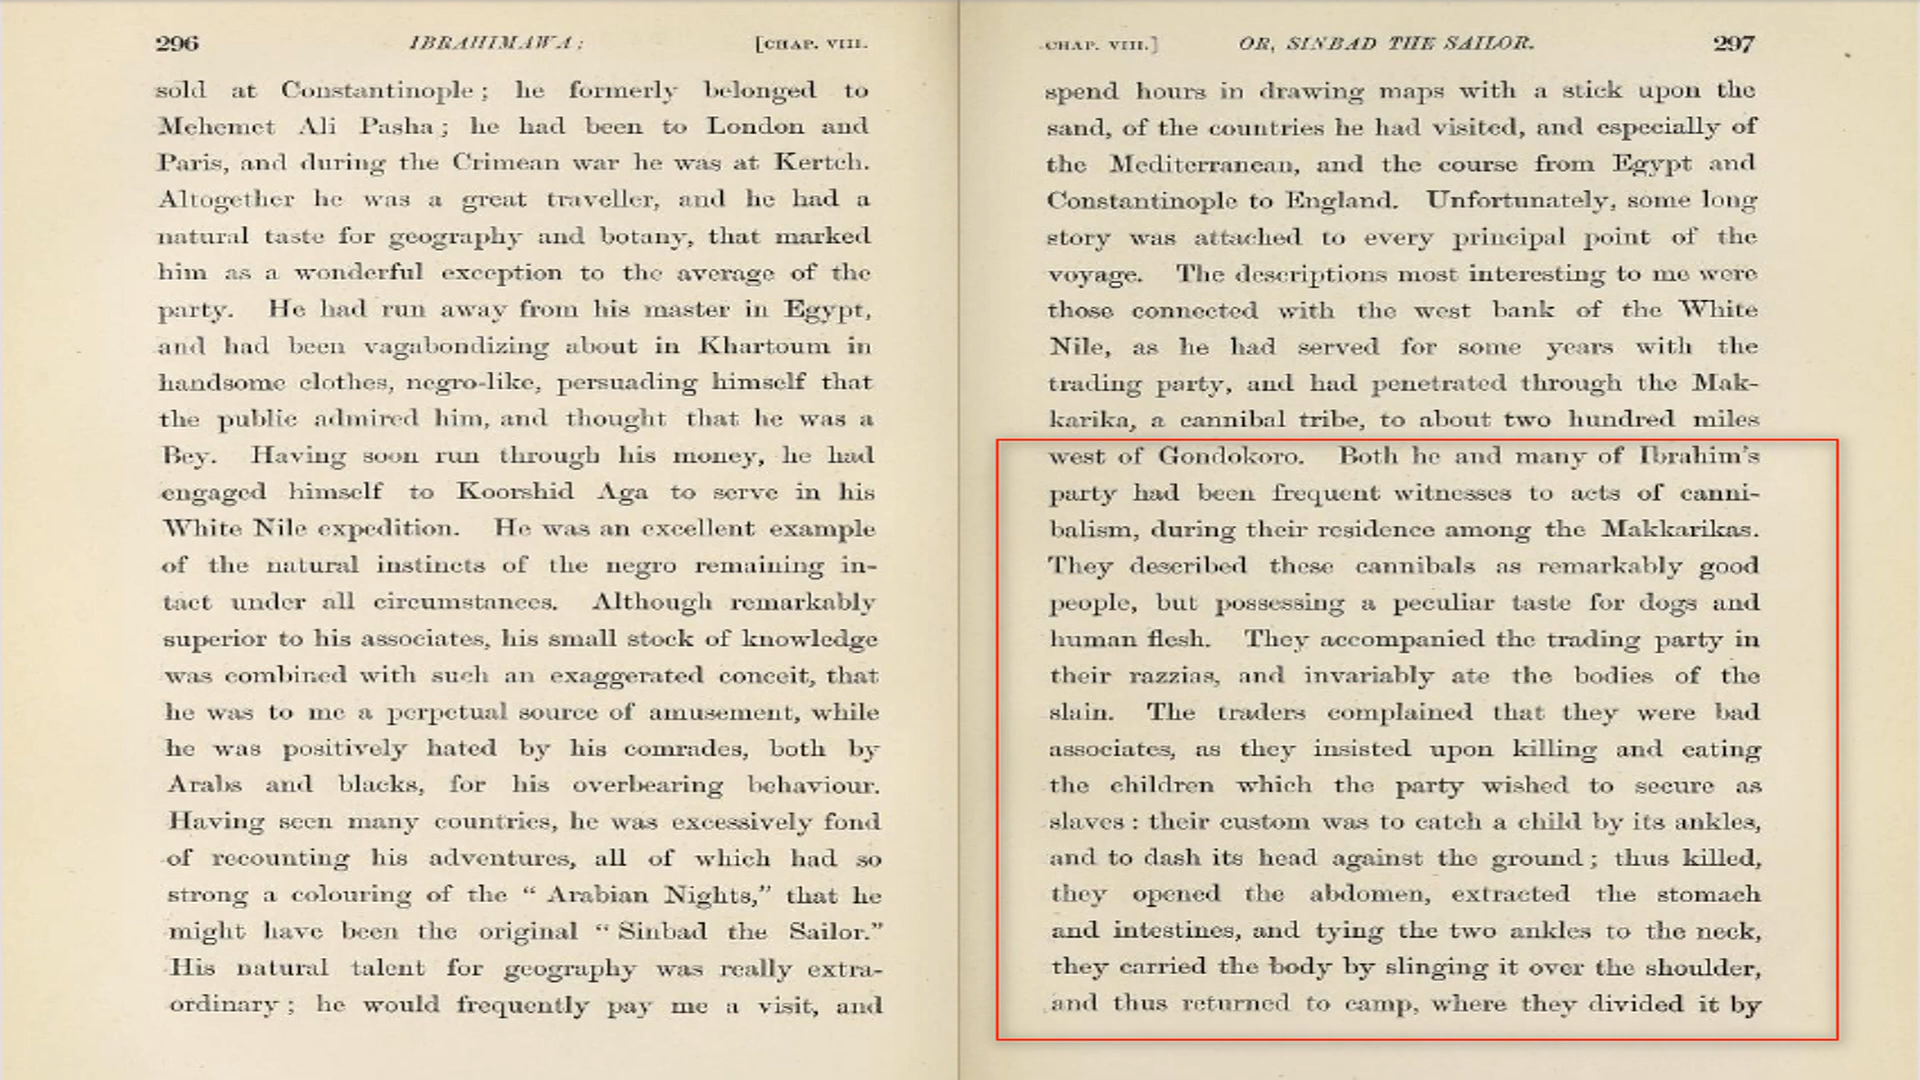 296 IBRAHIMAWA: [CHAP. VIII.
sold at Constantinople; he formerly belonged to
Mehemet Ali Pasha; he had been to London and
Paris, and during the Crimean war he was at Kertch.
Altogether he was a great traveller, and he had a
natural taste for geography and botany, that marked
him as a wonderful exception to the average of the
party. He had run away from his master in Egypt,
and had been vagabondizing about in Khartoum in
handsome clothes, negro-like, persuading himself that
the public admired him, and thought that he was a
Bey. Having soon run through his money, he had
engaged himself to Koorshid Aga to serve in his
White Nile expedition. He was an excellent example
of the natural instincts of the negro remaining in-
tact under all circumstances. Although remarkably
superior to his associates, his small stock of knowledge
was combined with such an exaggerated conceit, that
he was to me a perpetual source of amusement, while
he was positively hated by his comrades, both by
Arabs and blacks, for his overbearing behaviour.
Having seen many countries, he was excessively fond
of recounting his adventures, all of which had so
strong a colouring of the "Arabian Nights," that he
might have been the original "Sinbad the Sailor."
His natural talent for geography was really extra-
ordinary; he would frequently pay me a visit, and
CHAP. VIII.] OR, SINBAD THE SAILOR. 297
spend hours in drawing maps with a stick upon the
sand, of the countries he had visited, and especially of
the Mediterranean, and the course from Egypt and
Constantinople to England. Unfortunately, some long
story was attached to every principal point of the
voyage. The descriptions most interesting to me were
those connected with the west bank of the White
Nile, as he had served for some years with the
trading party, and had penetrated through the Mak-
karika, a cannibal tribe, to about two hundred miles
west of Gondokoro. Both he and many of Ibrahim's
party had been frequent witnesses to acts of canni-
balism, during their residence among the Makkarikas.
They described these cannibals as remarkably good
people, but possessing a peculiar taste for dogs and
human flesh. They accompanied the trading party in
their razzias, and invariably ate the bodies of the
slain. The traders complained that they were bad
associates, as they insisted upon killing and eating
the children which the party wished to secure as
slaves: their custom was to catch a child by its ankles,
and to dash its head against the ground; thus killed,
they opened the abdomen, extracted the stomach
and intestines, and tying the two ankles to the neck,
they carried the body by slinging it over the shoulder,
and thus returned to camp, where they divided it by